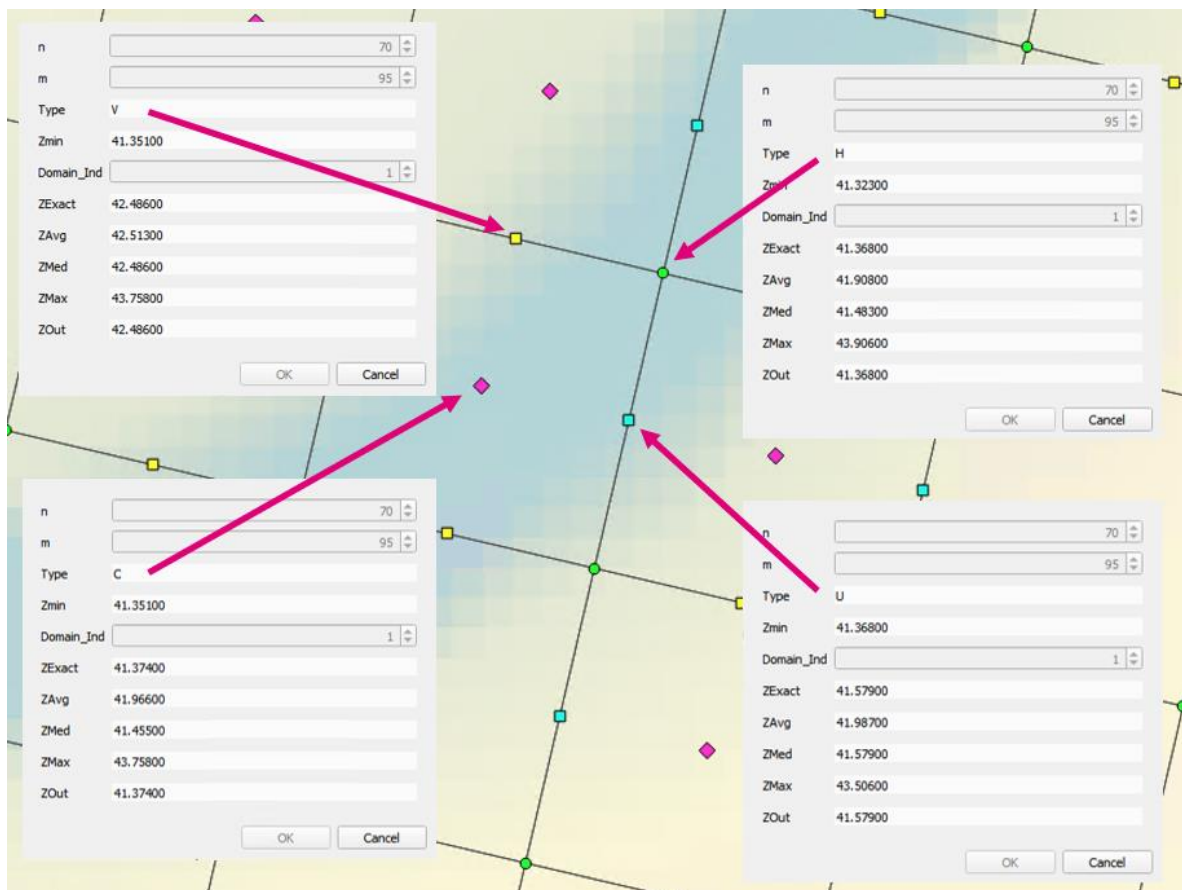 n 70
m 95
Type V
Zmin 41.35100
Domain_Ind 1
ZExact 42.48600
ZAvg 42.51300
ZMed 42.48600
ZMax 43.75800
ZOut 42.48600
OK Cancel
n 70
m 95
Type H
Zmin 41.32300
Domain_Ind 1
ZExact 41.36800
ZAvg 41.90800
ZMed 41.48300
ZMax 43.90600
ZOut 41.36800
OK Cancel
n 70
m 95
Type C
Zmin 41.35100
Domain_Ind 1
ZExact 41.37400
ZAvg 41.96600
ZMed 41.45500
ZMax 43.75800
ZOut 41.37400
OK Cancel
n 70
m 95
Type U
Zmin 41.36800
Domain_Ind 1
ZExact 41.57900
ZAvg 41.98700
ZMed 41.57900
ZMax 43.50600
ZOut 41.57900
OK Cancel